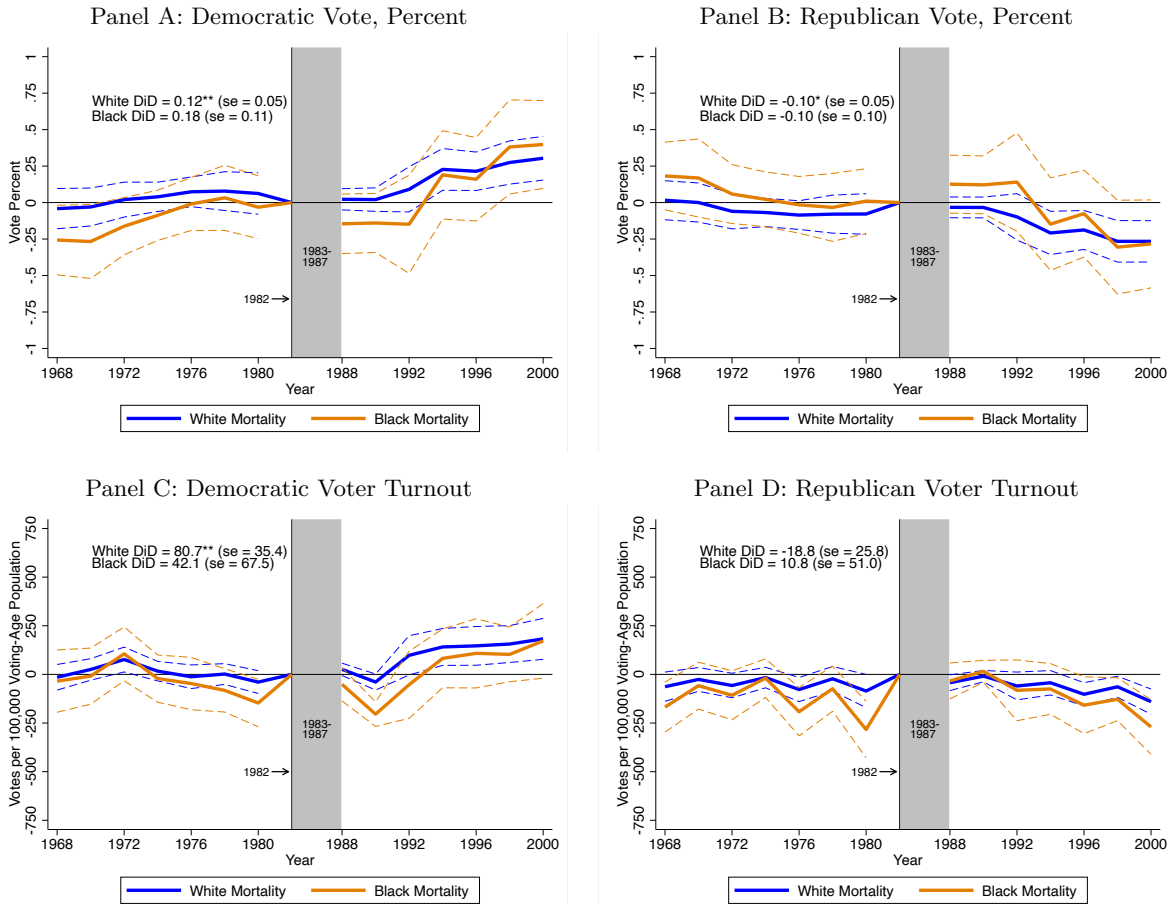 Panel A: Democratic Vote, Percent
Vote Percent
1
.75
.5
.25
0
-.25
-.5
-.75
-1
White DiD = 0.12** (se = 0.05)
Black DiD = 0.18 (se = 0.11)
1983-
1987
1982
1968 1972 1976 1980 1988 1992 1996 2000
Year
White Mortality Black Mortality
Panel B: Republican Vote, Percent
Vote Percent
1
.75
.5
.25
0
-.25
-.5
-.75
-1
White DiD = -0.10* (se = 0.05)
Black DiD = -0.10 (se = 0.10)
1983-
1987
1982
1968 1972 1976 1980 1988 1992 1996 2000
Year
White Mortality Black Mortality
Panel C: Democratic Voter Turnout
Votes per 100,000 Voting-Age Population
750
500
250
0
-250
-500
-750
White DiD = 80.7** (se = 35.4)
Black DiD = 42.1 (se = 67.5)
1983-
1987
1982
1968 1972 1976 1980 1988 1992 1996 2000
Year
White Mortality Black Mortality
Panel D: Republican Voter Turnout
Votes per 100,000 Voting-Age Population
750
500
250
0
-250
-500
-750
White DiD = -18.8 (se = 25.8)
Black DiD = 10.8 (se = 51.0)
1983-
1987
1982
1968 1972 1976 1980 1988 1992 1996 2000
Year
White Mortality Black Mortality